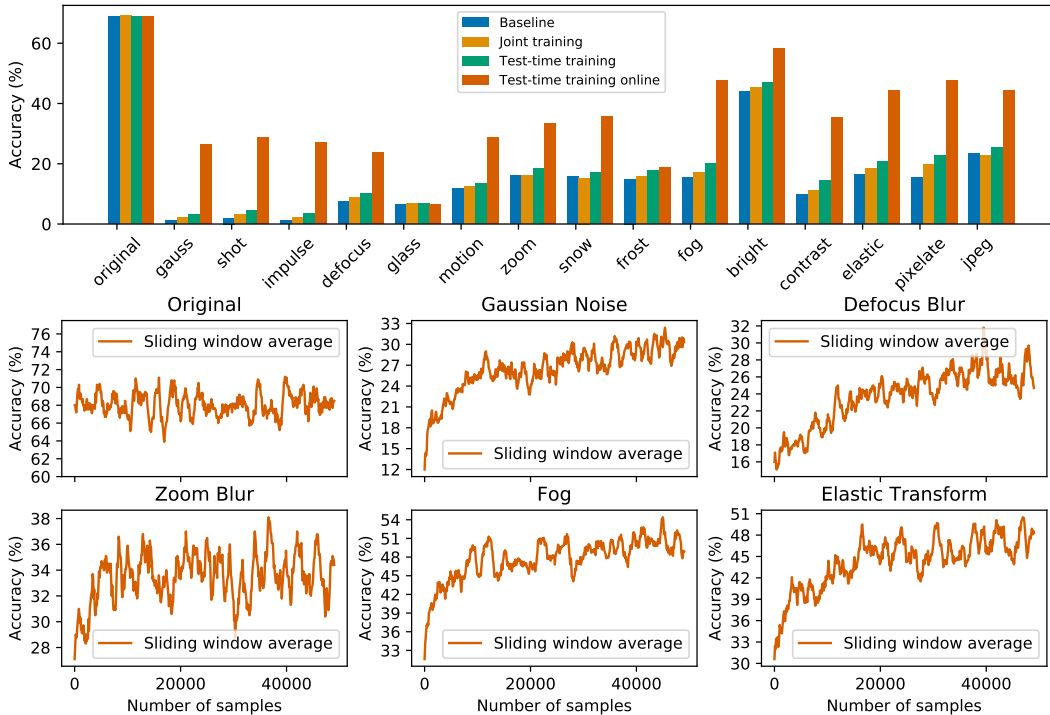 Accuracy (%)
60
40
20
0
Baseline
Joint training
Test-time training
Test-time training online
original
gauss
shot
impulse
defocus
glass
motion
zoom
snow
frost
fog
bright
contrast
elastic
pixelate
jpeg
Original
Accuracy (%)
76
74
72
70
68
66
64
62
60
Sliding window average
Gaussian Noise
Accuracy (%)
33
30
27
24
21
18
15
12
Sliding window average
Defocus Blur
Accuracy (%)
32
30
28
26
24
22
20
18
16
Sliding window average
Zoom Blur
Accuracy (%)
38
36
34
32
30
28
Sliding window average
0
20000
40000
Number of samples
Fog
Accuracy (%)
54
51
48
45
42
39
36
33
Sliding window average
0
20000
40000
Number of samples
Elastic Transform
Accuracy (%)
51
48
45
42
39
36
33
30
Sliding window average
0
20000
40000
Number of samples